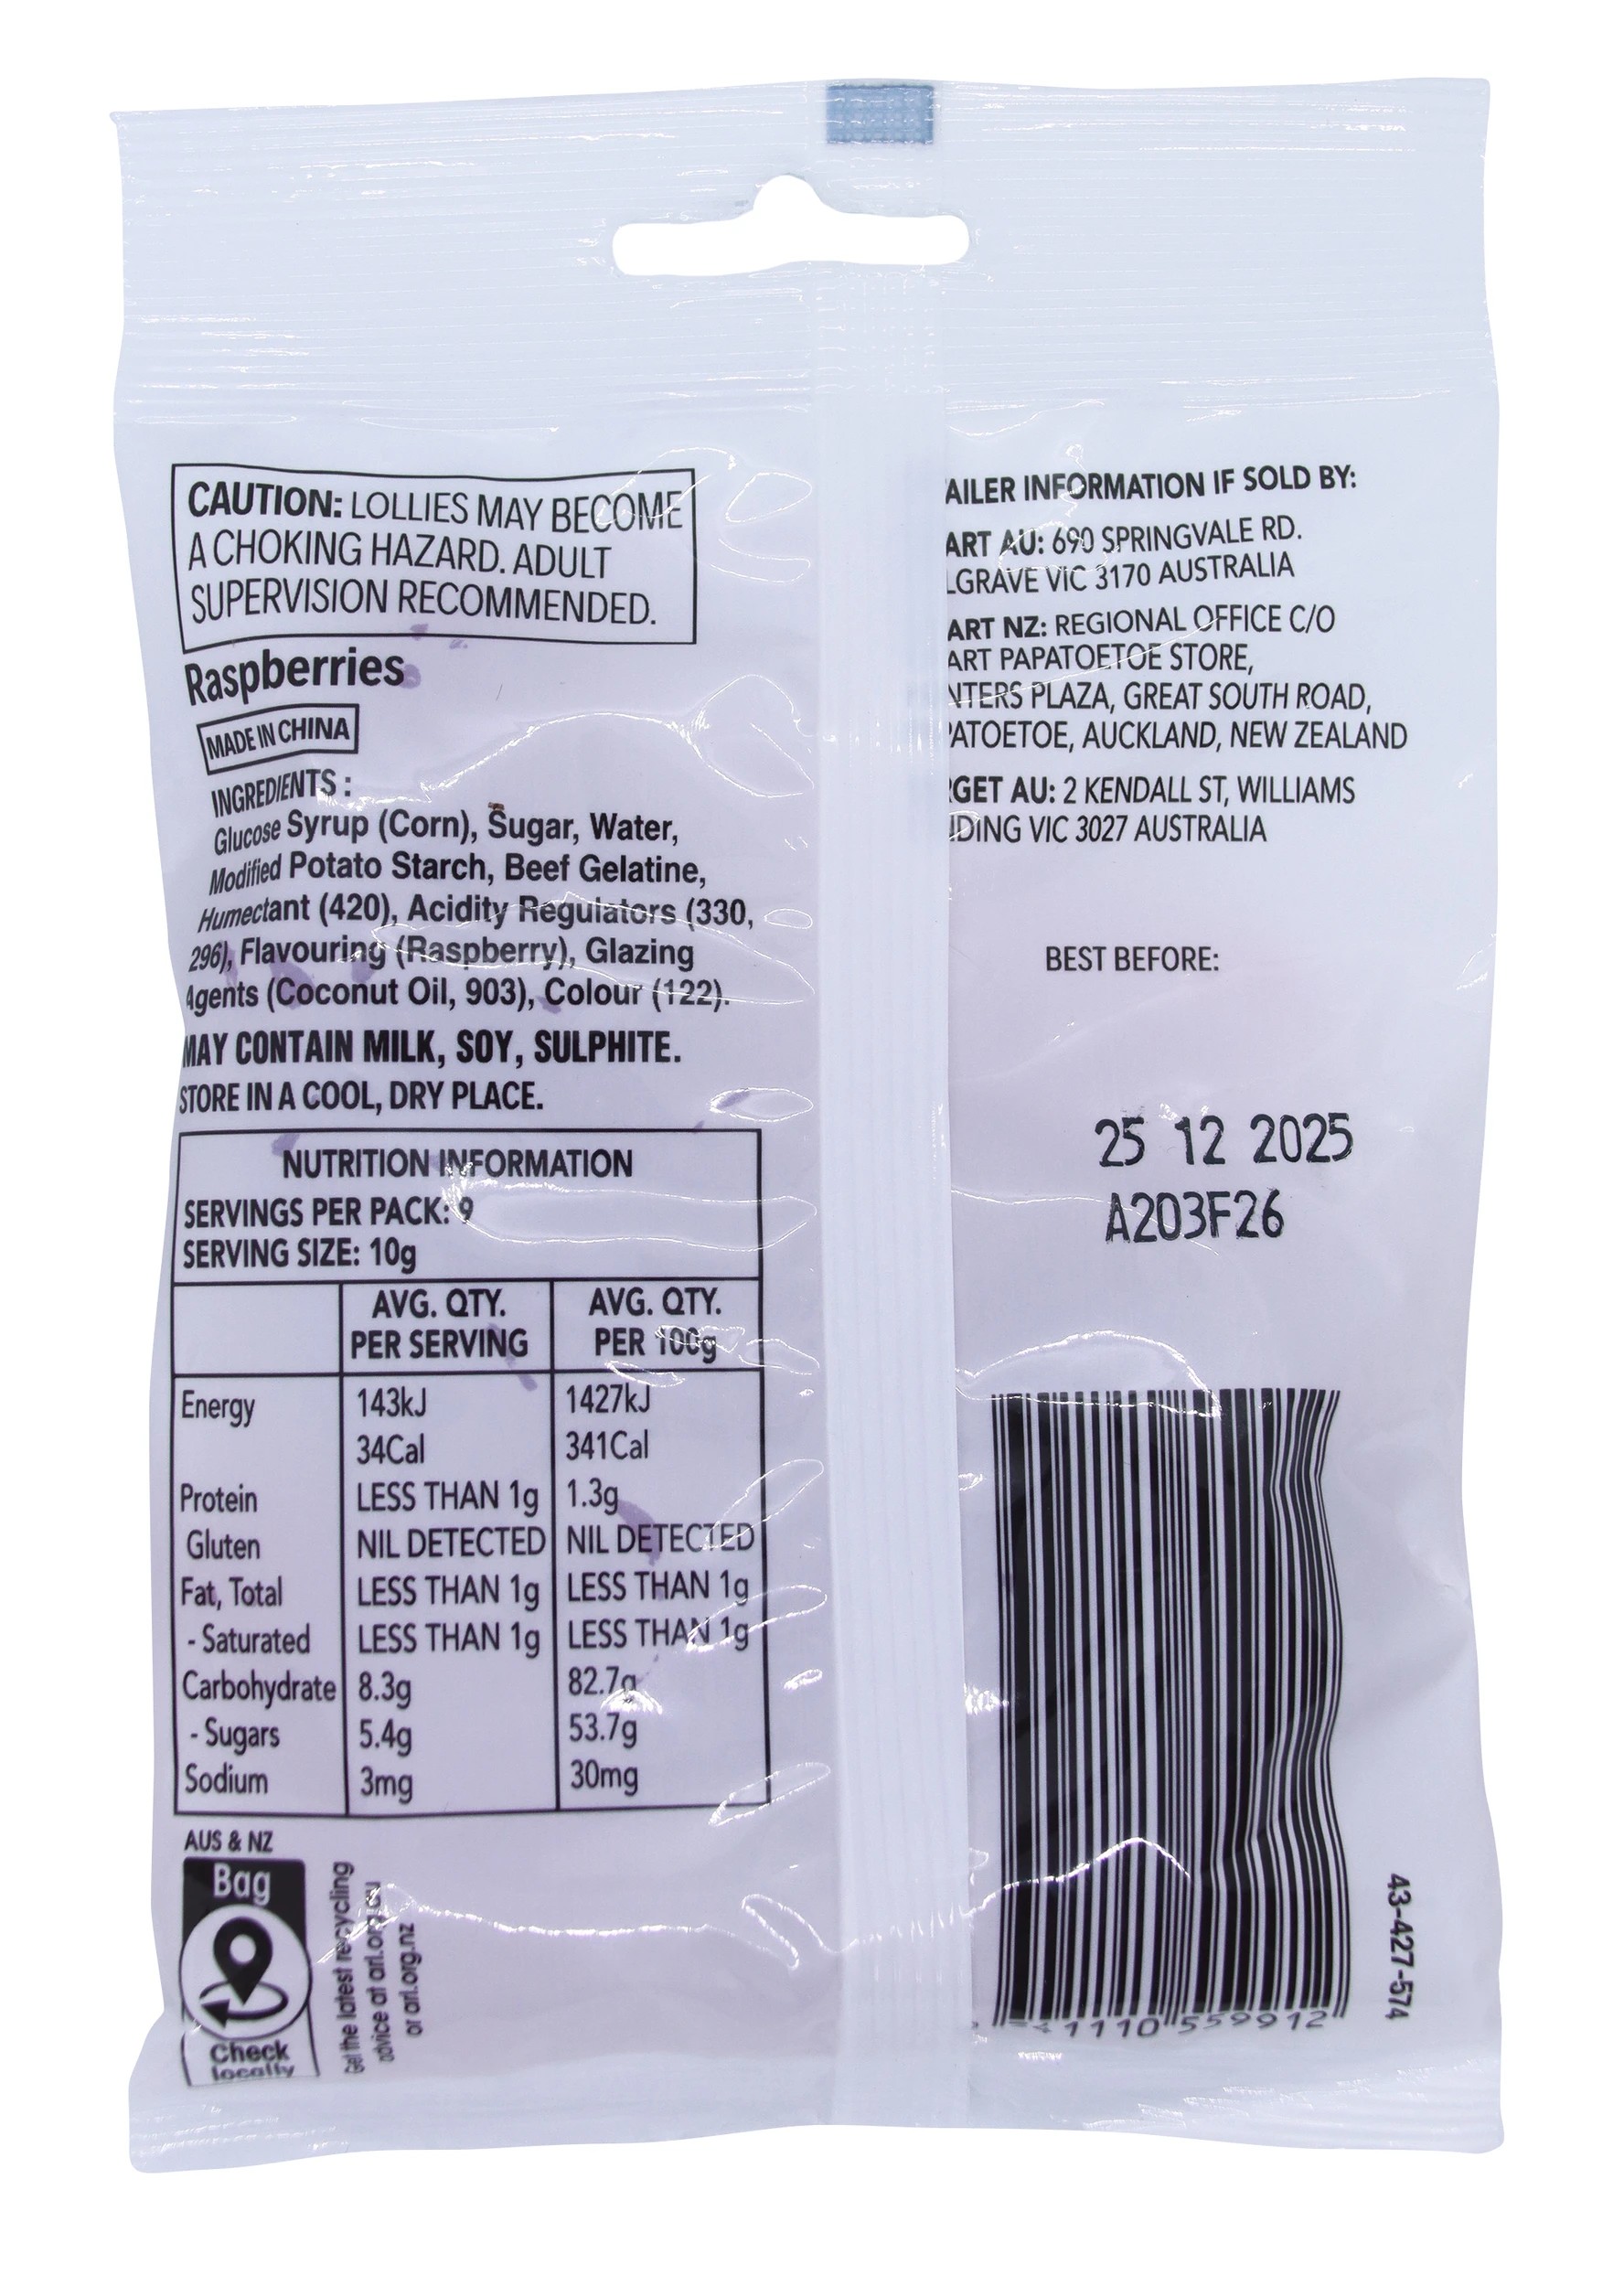 CAUTION: LOLLIES MAY BECOME
A CHOKING HAZARD. ADULT
SUPERVISION RECOMMENDED.
Raspberries
MADE IN CHINA
INGREDIENTS :
Glucose Syrup (Corn), Sugar, Water,
Modified Potato Starch, Beef Gelatine,
Humectant (420), Acidity Regulators (330,
296), Flavouring (Raspberry), Glazing
Agents (Coconut Oil, 903), Colour (122).
MAY CONTAIN MILK, SOY, SULPHITE.
STORE IN A COOL, DRY PLACE.
NUTRITION INFORMATION
SERVINGS PER PACK: 9
SERVING SIZE: 10g
AVG. QTY. PER SERVING AVG. QTY. PER 100g
Energy 143kJ 1427kJ
34Cal 341Cal
Protein LESS THAN 1g 1.3g
Gluten NIL DETECTED NIL DETECTED
Fat, Total LESS THAN 1g LESS THAN 1g
- Saturated LESS THAN 1g LESS THAN 1g
Carbohydrate 8.3g 82.7g
- Sugars 5.4g 53.7g
Sodium 3mg 30mg
AUS & NZ
Bag
Check
locally
Get the latest recycling
advice at arl.org.au
or arl.org.nz
AILER INFORMATION IF SOLD BY:
ART AU: 690 SPRINGVALE RD.
LGRAVE VIC 3170 AUSTRALIA
ART NZ: REGIONAL OFFICE C/O
ART PAPATOETOE STORE,
NTERS PLAZA, GREAT SOUTH ROAD,
PATOETOE, AUCKLAND, NEW ZEALAND
RGET AU: 2 KENDALL ST, WILLIAMS
DING VIC 3027 AUSTRALIA
BEST BEFORE:
25 12 2025
A203F26
1110 559912
43-427-574